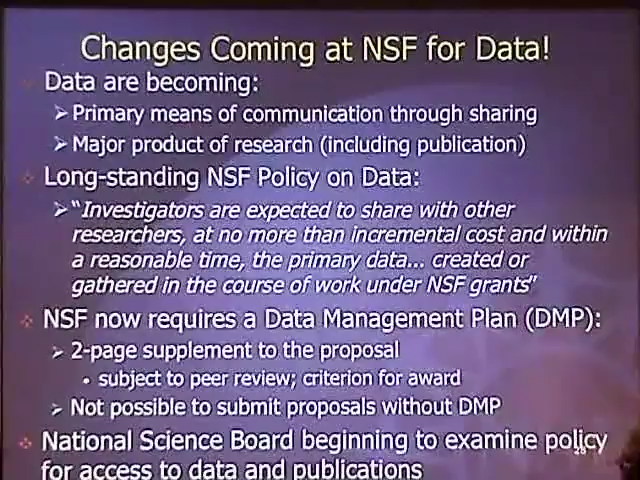 Changes Coming at NSF for Data!
Data are becoming:
Primary means of communication through sharing
Major product of research (including publication)
Long-standing NSF Policy on Data:
"Investigators are expected to share with other
researchers, at no more than incremental cost and within
a reasonable time, the primary data... created or
gathered in the course of work under NSF grants"
NSF now requires a Data Management Plan (DMP):
2-page supplement to the proposal
• subject to peer review; criterion for award
Not possible to submit proposals without DMP
National Science Board beginning to examine policy
for access to data and publications